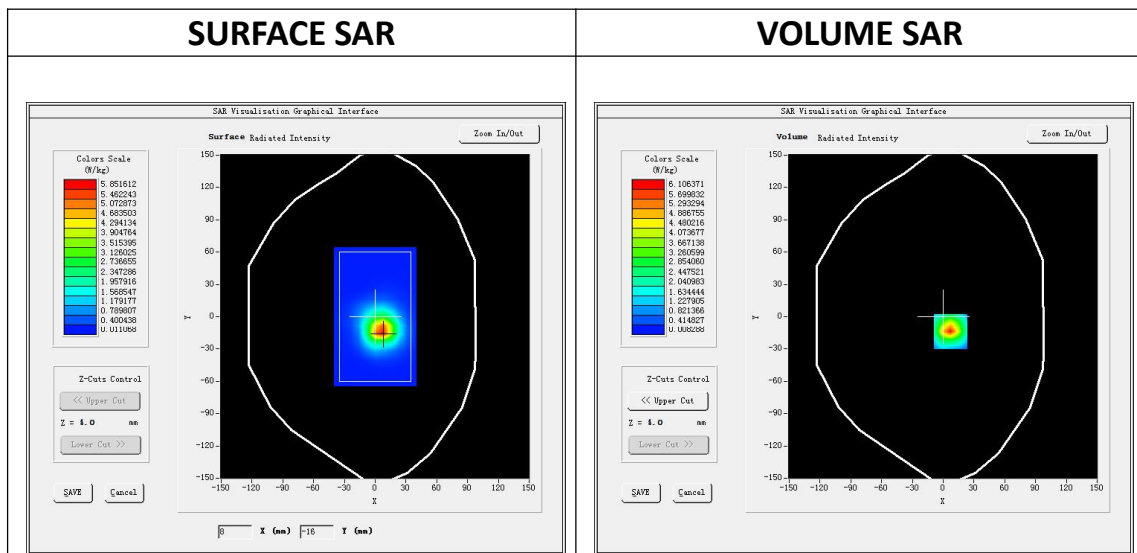 SURFACE SAR
VOLUME SAR
SAR Visualisation Graphical Interface
Surface Radiated Intensity
Zoom In/Out
Colors Scale
(W/kg)
5.851612
5.462243
5.072873
4.683503
4.294134
3.904764
3.515395
3.126025
2.736655
2.347286
1.957916
1.568547
1.179177
0.789807
0.400438
0.011068
150
120
90
60
30
0
-30
-60
-90
-120
-150
Y
-150 -120 -90 -60 -30 0 30 60 90 120 150
X
Z-Cuts Control
<< Upper Cut
Z = 4.0 mm
Lower Cut >>
SAVE Cancel
8 X (mm) -16 Y (mm)
SAR Visualisation Graphical Interface
Volume Radiated Intensity
Zoom In/Out
Colors Scale
(W/kg)
6.106371
5.699832
5.293294
4.886755
4.480216
4.073677
3.667138
3.260599
2.854060
2.447521
2.040983
1.634444
1.227905
0.821366
0.414827
0.008288
150
120
90
60
30
0
-30
-60
-90
-120
-150
Y
-150 -120 -90 -60 -30 0 30 60 90 120 150
X
Z-Cuts Control
<< Upper Cut
Z = 4.0 mm
Lower Cut >>
SAVE Cancel